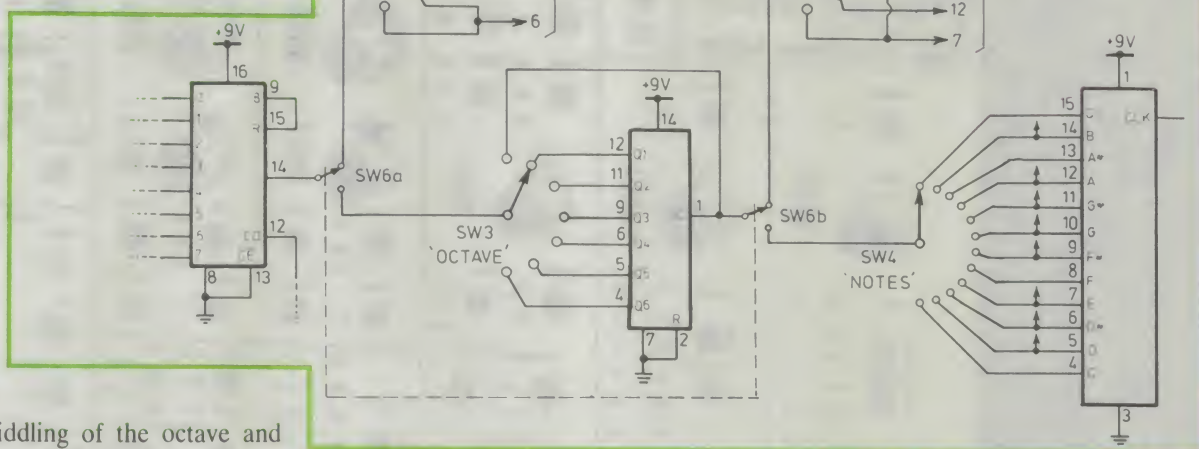 6
12
7
+9V
16
9
15
14
12
8
13
SW6a
SW3
'OCTAVE'
+9V
14
12 Q1
11 Q2
9 Q3
6 Q4
5 Q5
4 Q6
1
R
7
2
SW6b
SW4
'NOTES'
+9V
1
15
14 B
13 A#
12 A
11 G#
10 G
9 F#
8 F
7 E
6 D#
5 D
4 C
CLK
3
iddling of the octave and